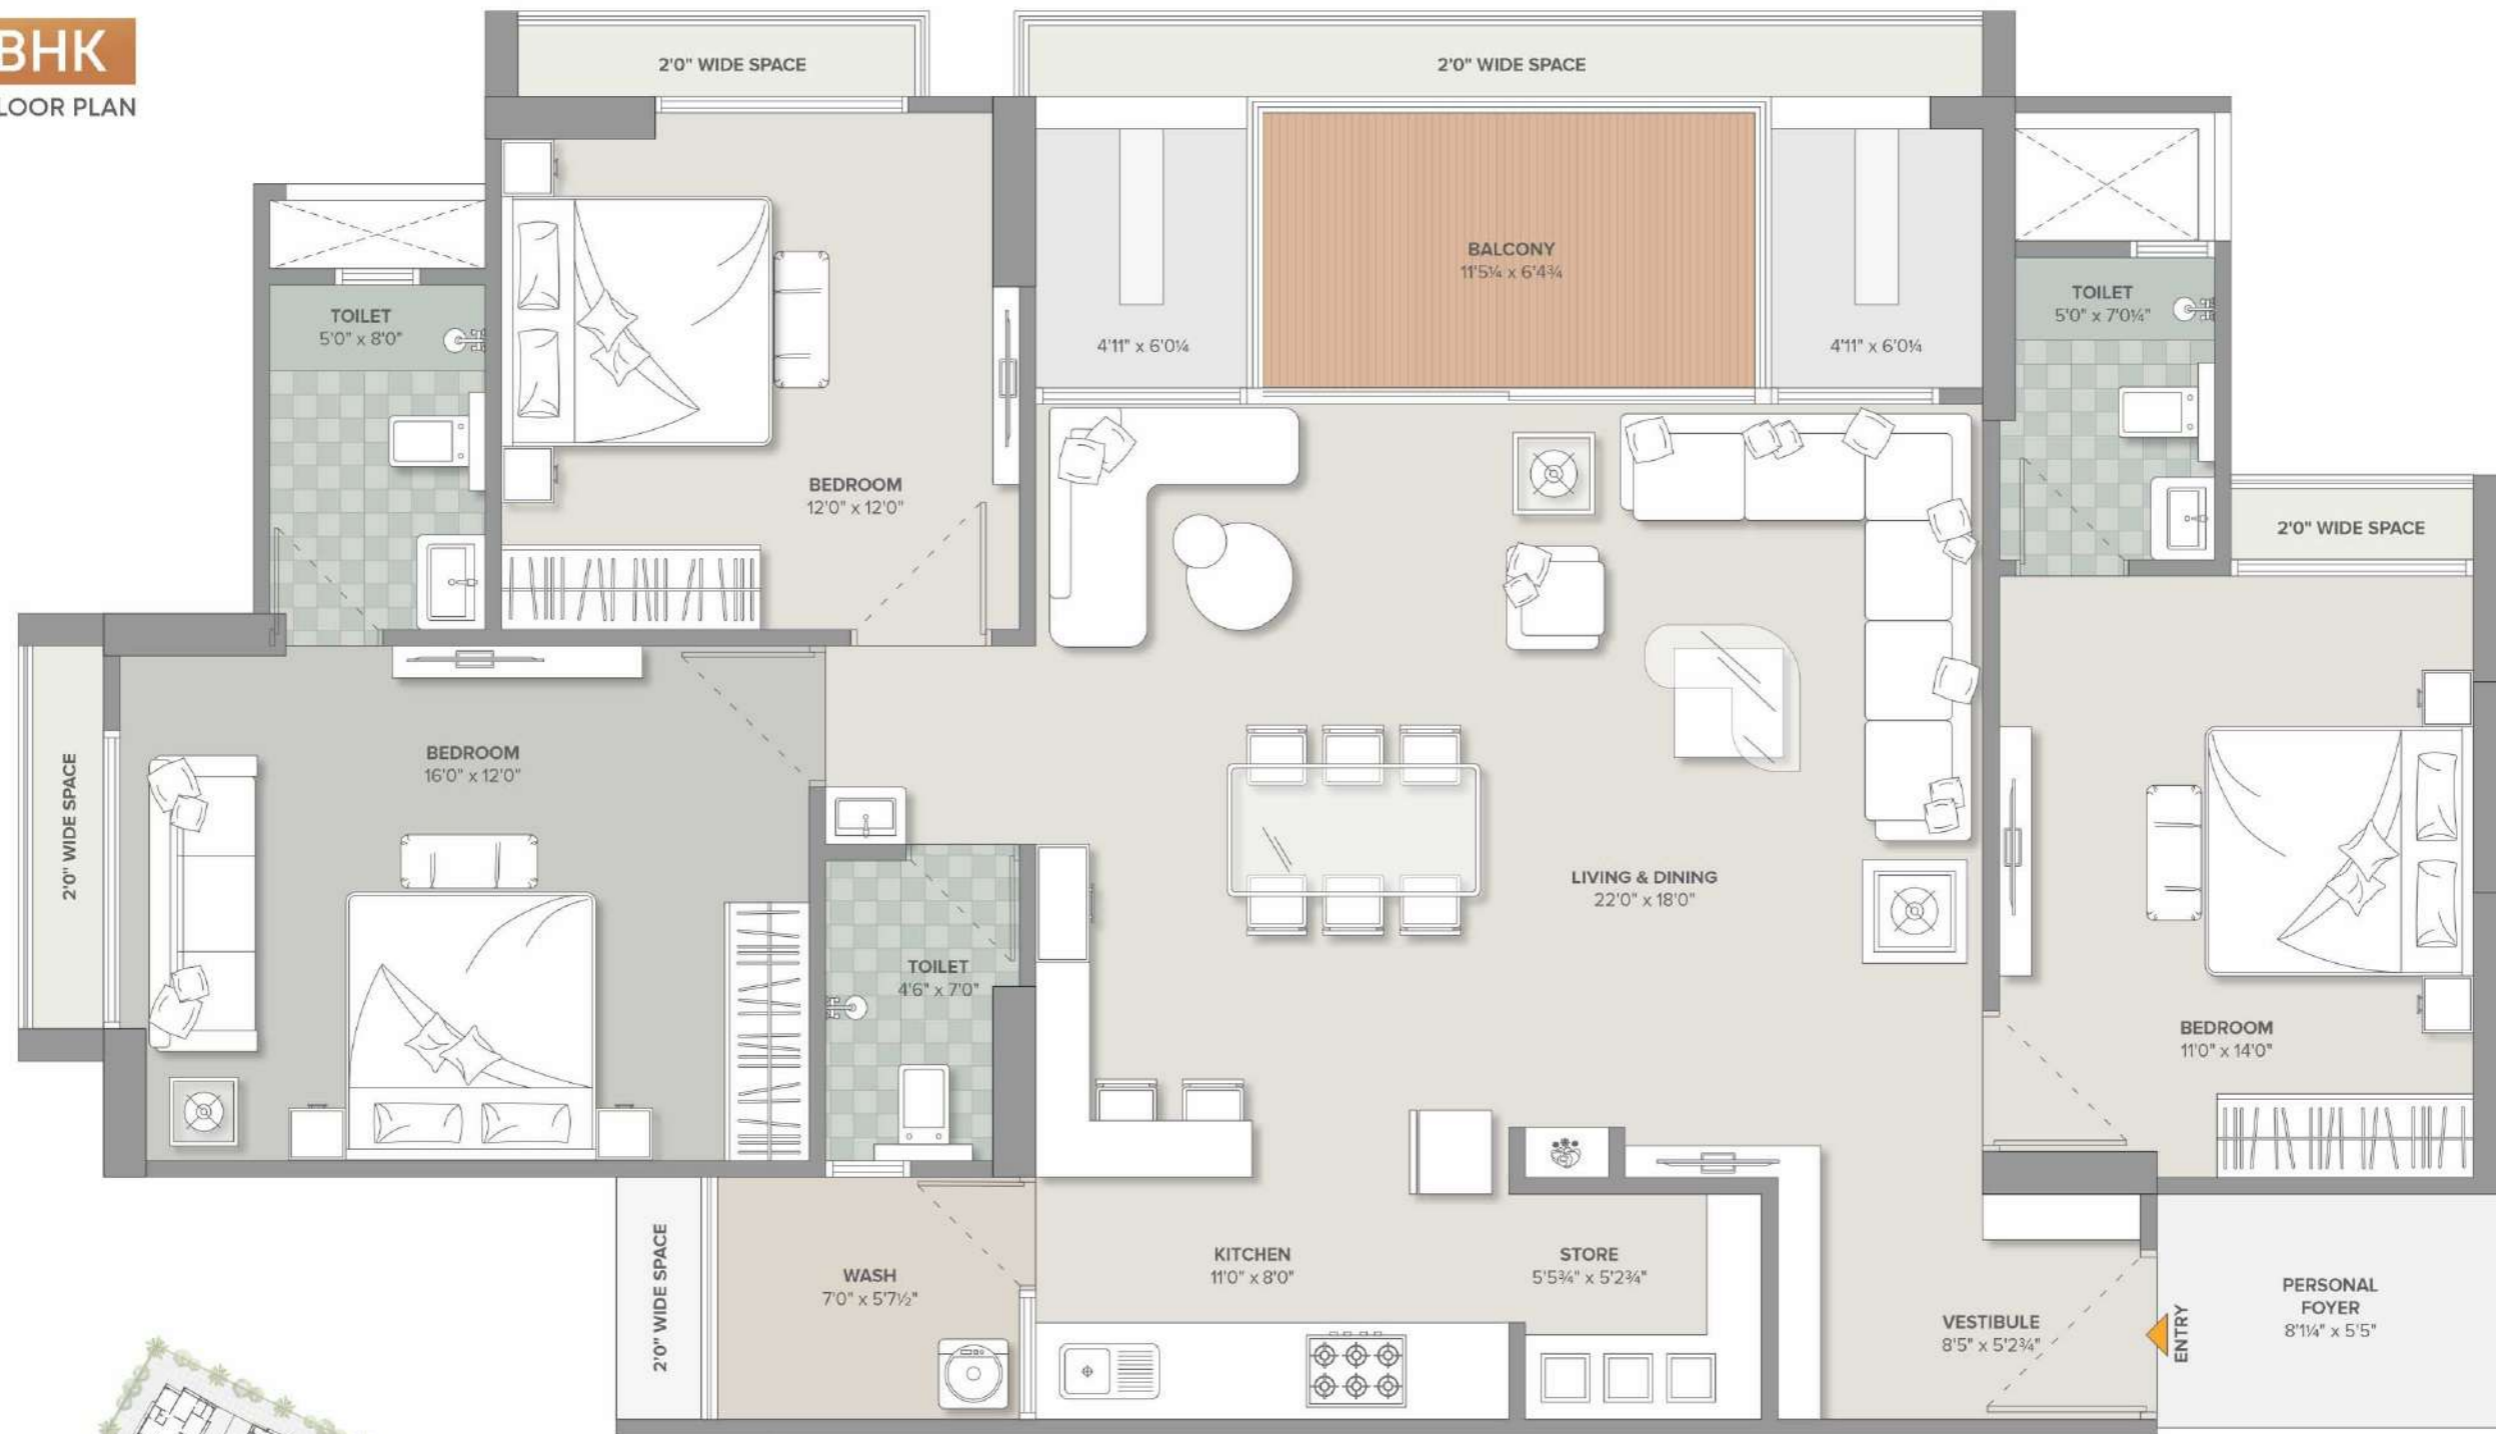 BHK
LOOR PLAN
2'0" WIDE SPACE
2'0" WIDE SPACE
BALCONY
11'5¼ x 6'4¾
TOILET
5'0" x 8'0"
4'11" x 6'0¼
4'11" x 6'0¼
TOILET
5'0" x 7'0¼"
BEDROOM
12'0" x 12'0"
2'0" WIDE SPACE
2'0" WIDE SPACE
BEDROOM
16'0" x 12'0"
LIVING & DINING
22'0" x 18'0"
TOILET
4'6" x 7'0"
BEDROOM
11'0" x 14'0"
2'0" WIDE SPACE
WASH
7'0" x 5'7½"
KITCHEN
11'0" x 8'0"
STORE
5'5¾" x 5'2¾"
VESTIBULE
8'5" x 5'2¾"
ENTRY
PERSONAL
FOYER
8'1¼" x 5'5"